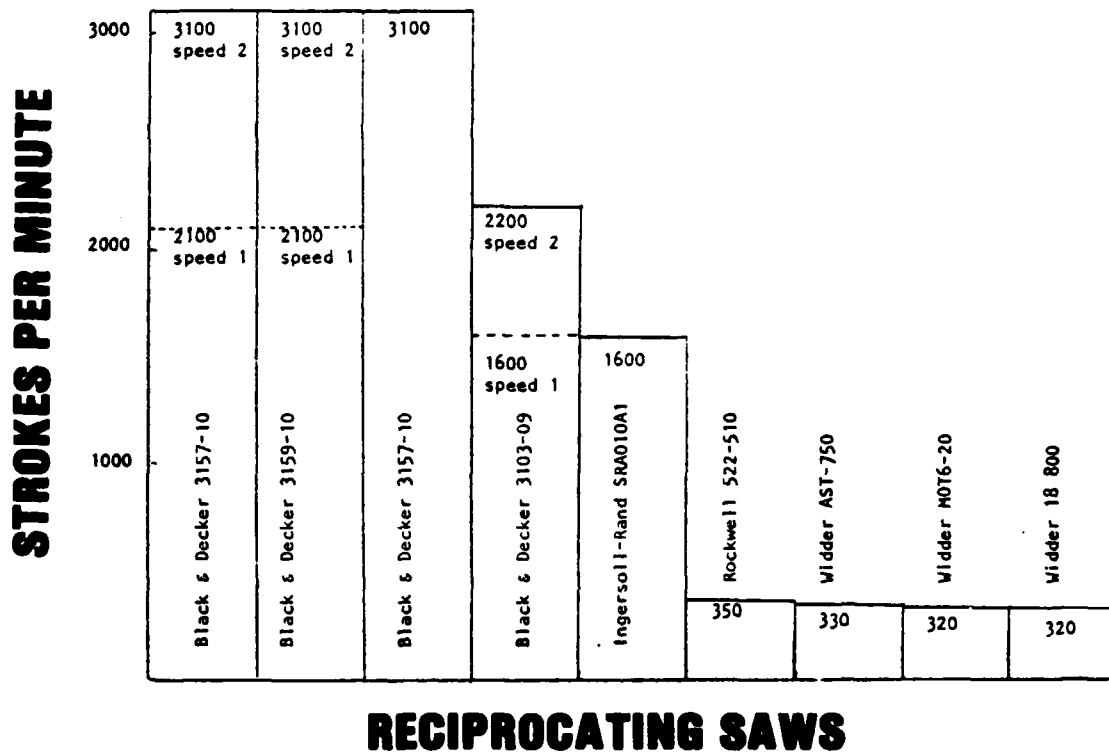 STROKES PER MINUTE
3000
2000
1000
3100
speed 2
2100
speed 1
Black & Decker 3157-10
3100
speed 2
2100
speed 1
Black & Decker 3159-10
3100
Black & Decker 3157-10
2200
speed 2
1600
speed 1
Black & Decker 3103-09
1600
Ingersoll-Rand SRA010A1
Rockwell 522-510
350
Widder AST-750
330
Widder MOT6-20
320
Widder 18 800
320
RECIPROCATING SAWS